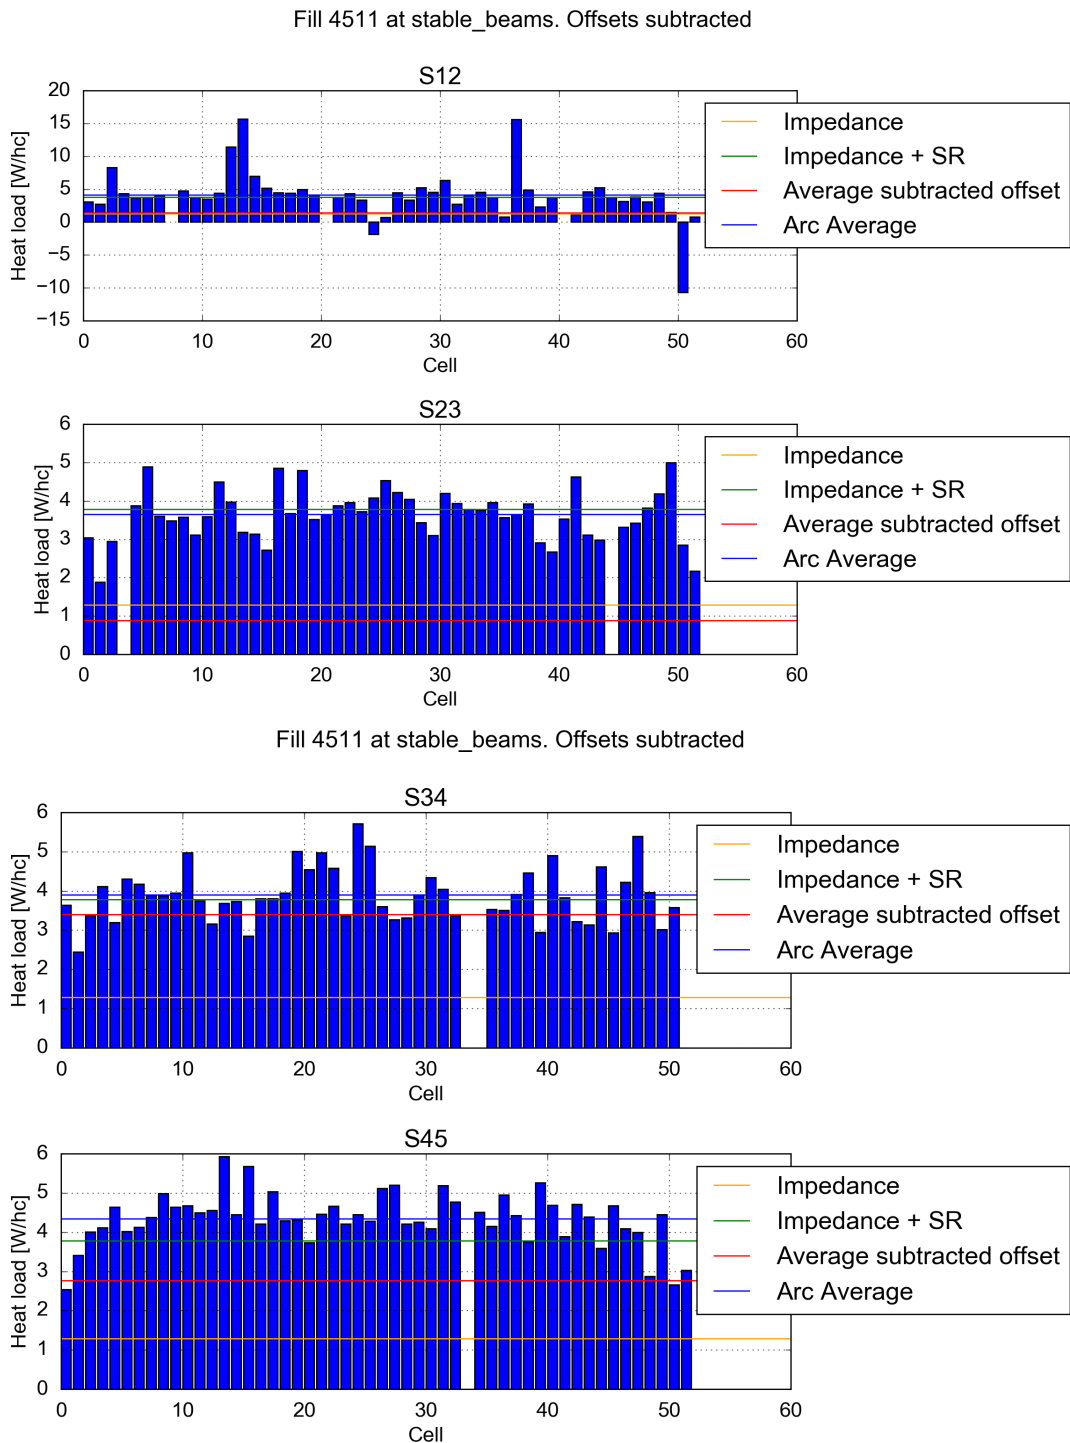 Fill 4511 at stable_beams. Offsets subtracted
S12
Heat load [W/hc]
20
15
10
5
0
−5
−10
−15
0 10 20 30 40 50 60
Cell
Impedance
Impedance + SR
Average subtracted offset
Arc Average
S23
Heat load [W/hc]
6
5
4
3
2
1
0
0 10 20 30 40 50 60
Cell
Impedance
Impedance + SR
Average subtracted offset
Arc Average
Fill 4511 at stable_beams. Offsets subtracted
S34
Heat load [W/hc]
6
5
4
3
2
1
0
0 10 20 30 40 50 60
Cell
Impedance
Impedance + SR
Average subtracted offset
Arc Average
S45
Heat load [W/hc]
6
5
4
3
2
1
0
0 10 20 30 40 50 60
Cell
Impedance
Impedance + SR
Average subtracted offset
Arc Average